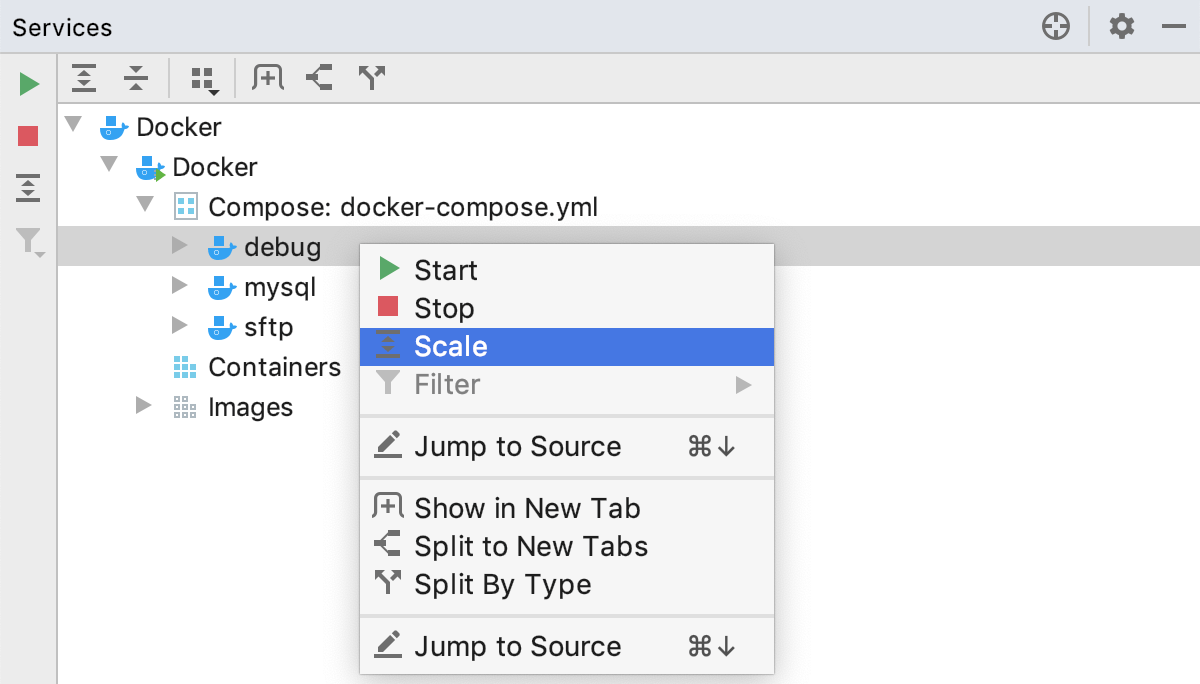 Services
Docker
Docker
Compose: docker-compose.yml
debug
mysql
sftp
Containers
Images
Start
Stop
Scale
Filter
Jump to Source ⌘↓
Show in New Tab
Split to New Tabs
Split By Type
Jump to Source ⌘↓